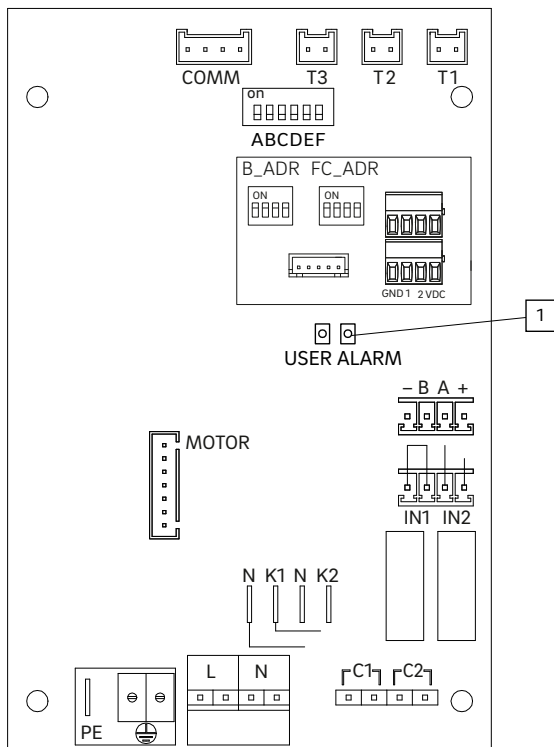 COMM T3 T2 T1
on
ABCDEF
B_ADR FC_ADR
ON ON
GND 1 2 VDC
1
USER ALARM
– B A +
MOTOR
IN1 IN2
N K1 N K2
L N
C1 C2
PE